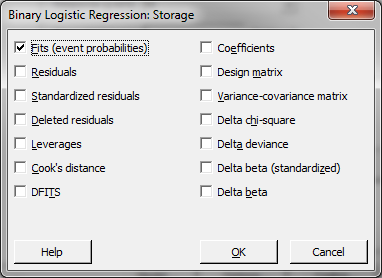 Binary Logistic Regression: Storage
Fits (event probabilities)
Residuals
Standardized residuals
Deleted residuals
Leverages
Cook's distance
DFITS
Coefficients
Design matrix
Variance-covariance matrix
Delta chi-square
Delta deviance
Delta beta (standardized)
Delta beta
Help
OK
Cancel